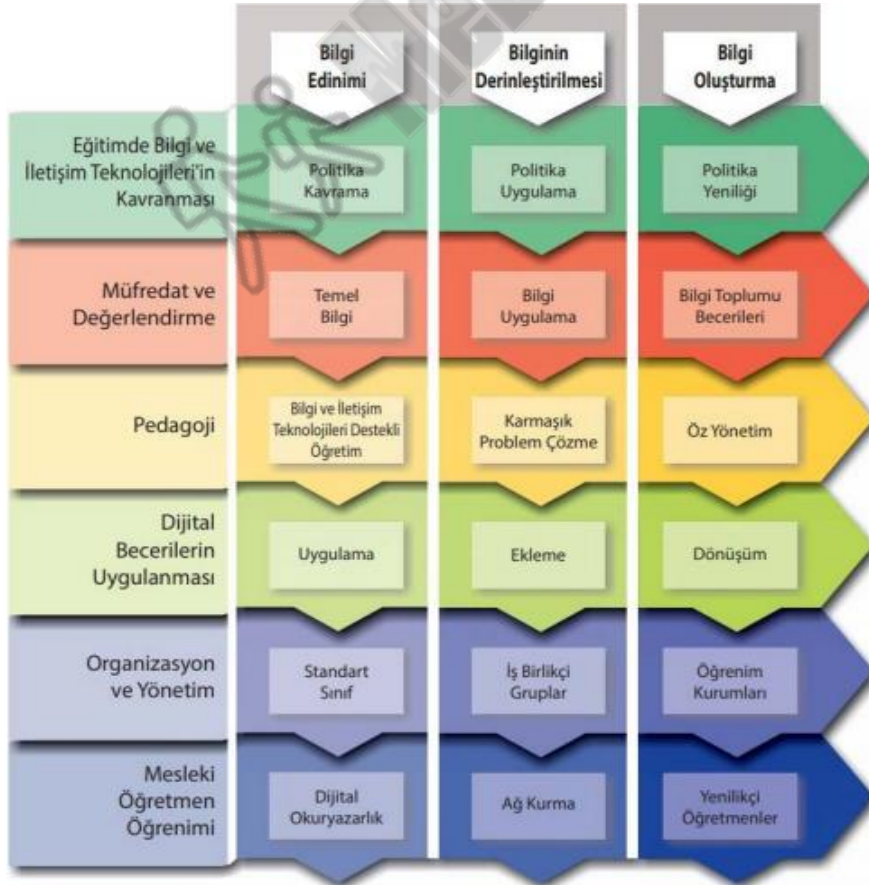 Bilgi
Edinimi
Bilginin
Derinleştirilmesi
Bilgi
Oluşturma
Eğitimde Bilgi ve
İletişim Teknolojileri'in
Kavranması
Politika
Kavrama
Politika
Uygulama
Politika
Yeniliği
Müfredat ve
Değerlendirme
Temel
Bilgi
Bilgi
Uygulama
Bilgi Toplumu
Becerileri
Pedagoji
Bilgi ve İletişim
Teknolojileri Destekli
Öğretim
Karmaşık
Problem Çözme
Öz Yönetim
Dijital
Becerilerin
Uygulanması
Uygulama
Ekleme
Dönüşüm
Organizasyon
ve Yönetim
Standart
Sınıf
İş Birlikçi
Gruplar
Öğrenim
Kurumları
Mesleki
Öğretmen
Öğrenimi
Dijital
Okuryazarlık
Ağ Kurma
Yenilikçi
Öğretmenler